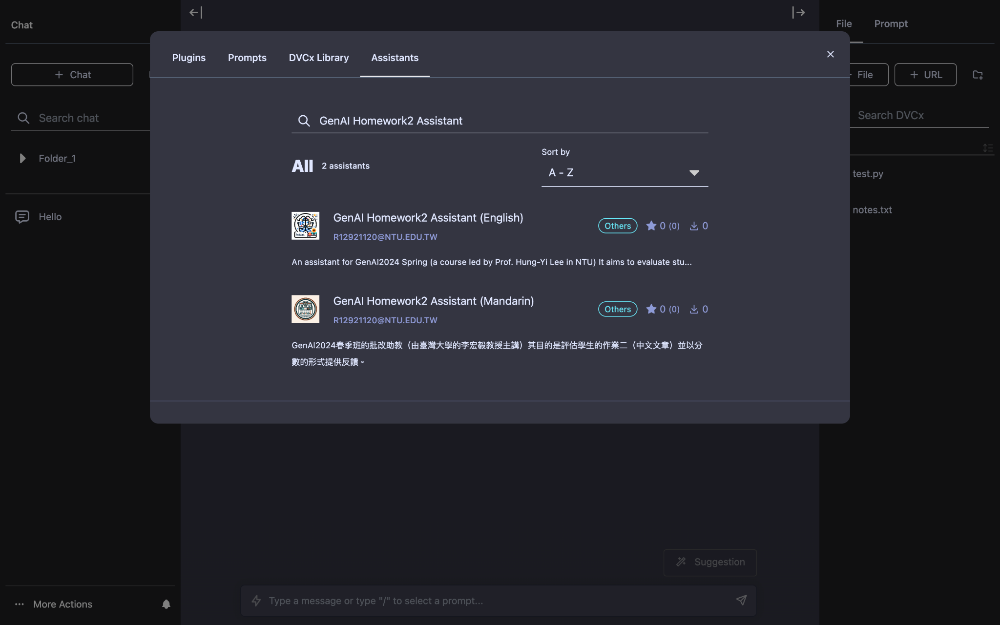 Chat
+ Chat
Search chat
Folder_1
Hello
More Actions
Plugins Prompts DVCx Library Assistants
GenAI Homework2 Assistant
All 2 assistants
Sort by
A - Z
GenAI Homework2 Assistant (English)
R12921120@NTU.EDU.TW
Others 0 (0) 0
An assistant for GenAI2024 Spring (a course led by Prof. Hung-Yi Lee in NTU) It aims to evaluate stu...
GenAI Homework2 Assistant (Mandarin)
R12921120@NTU.EDU.TW
Others 0 (0) 0
GenAI2024春季班的批改助教（由臺灣大學的李宏毅教授主講）其目的是評估學生的作業二（中文文章）並以分
數的形式提供反饋。
Suggestion
Type a message or type "/" to select a prompt...
File Prompt
File + URL
Search DVCx
test.py
notes.txt